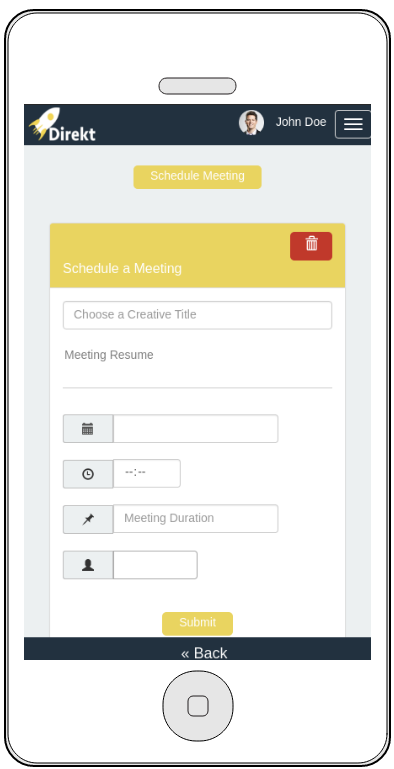 Direkt
John Doe
Schedule Meeting
Schedule a Meeting
Choose a Creative Title
Meeting Resume
--:--
Meeting Duration
Submit
« Back